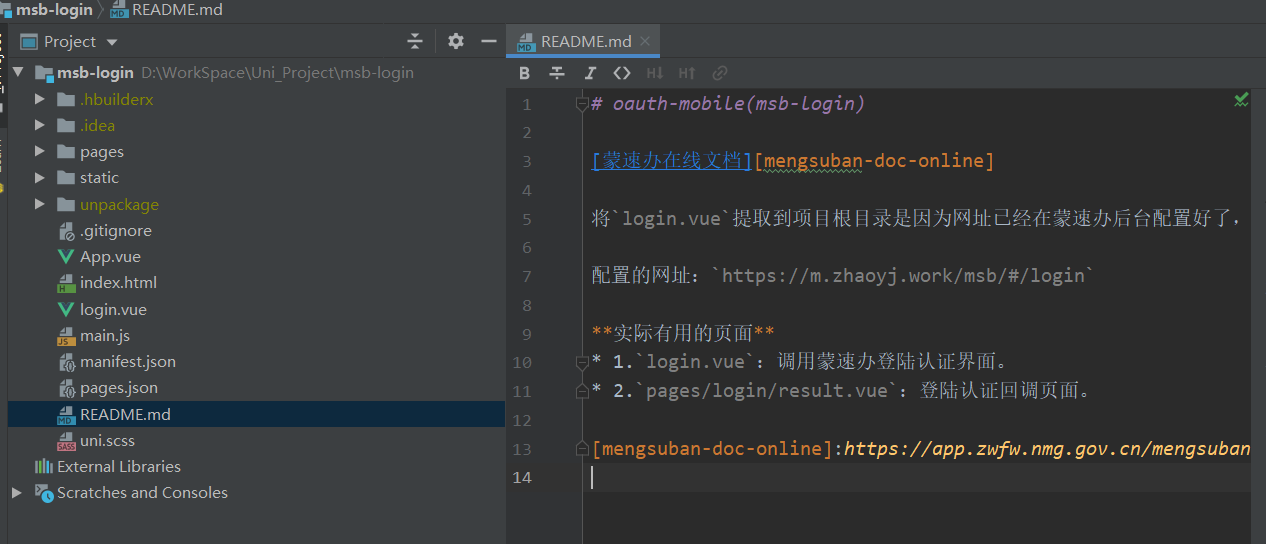 msb-login README.md
Project
README.md
msb-login D:\WorkSpace\Uni_Project\msb-login
.hbuilderx
.idea
pages
static
unpackage
.gitignore
App.vue
index.html
login.vue
main.js
manifest.json
pages.json
README.md
uni.scss
External Libraries
Scratches and Consoles
B I <> H↓ H↑
1 # oauth-mobile(msb-login)
2
3 [蒙速办在线文档][mengsuban-doc-online]
4
5 将`login.vue`提取到项目根目录是因为网址已经在蒙速办后台配置好了,
6
7 配置的网址：`https://m.zhaoyj.work/msb/#/login`
8
9 **实际有用的页面**
10 * 1.`login.vue`：调用蒙速办登陆认证界面。
11 * 2.`pages/login/result.vue`：登陆认证回调页面。
12
13 [mengsuban-doc-online]:https://app.zwfw.nmg.gov.cn/mengsuban
14